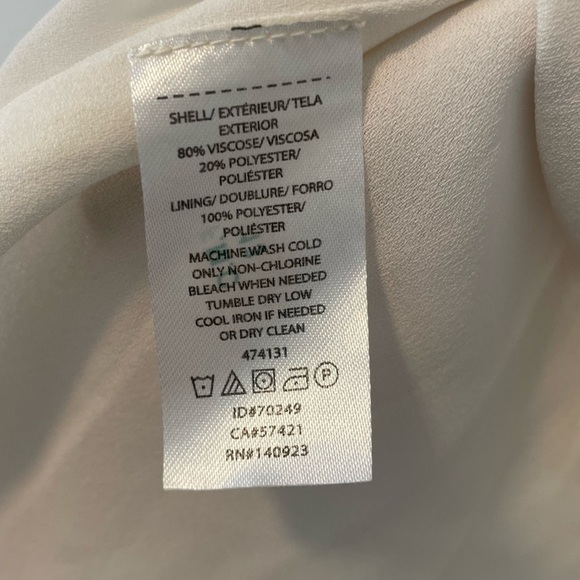 SHELL/ EXTÉRIEUR/ TELA
EXTERIOR
80% VISCOSE/ VISCOSA
20% POLYESTER/
POLIÉSTER
LINING/ DOUBLURE/ FORRO
100% POLYESTER/
POLIÉSTER
MACHINE WASH COLD
ONLY NON-CHLORINE
BLEACH WHEN NEEDED
TUMBLE DRY LOW
COOL IRON IF NEEDED
OR DRY CLEAN
474131
P
ID#70249
CA#57421
RN#140923